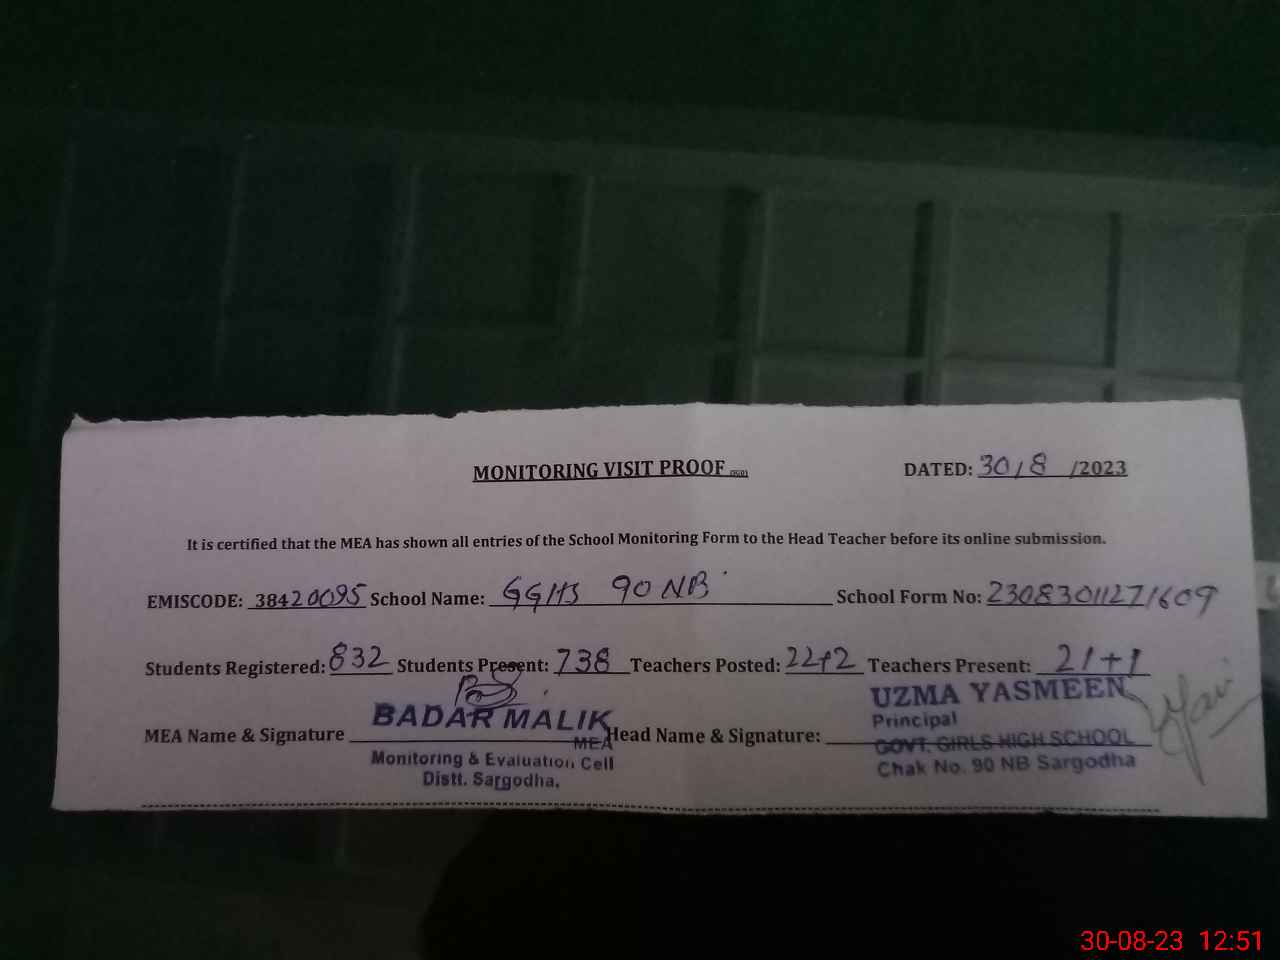 MONITORING VISIT PROOF
DATED: 30/8/2023
It is certified that the MEA has shown all entries of the School Monitoring Form to the Head Teacher before its online submission.
EMISCODE: 38420095 School Name: GGHS 90 NB School Form No: 23083011271609
Students Registered: 832 Students Present: 738 Teachers Posted: 22+2 Teachers Present: 21+1
MEA Name & Signature BADAR MALIK Head Name & Signature: UZMA YASMEEN
MEA Principal
Monitoring & Evaluation Cell GOVT. GIRLS HIGH SCHOOL
Distt. Sargodha. Chak No. 90 NB Sargodha
30-08-23 12:51